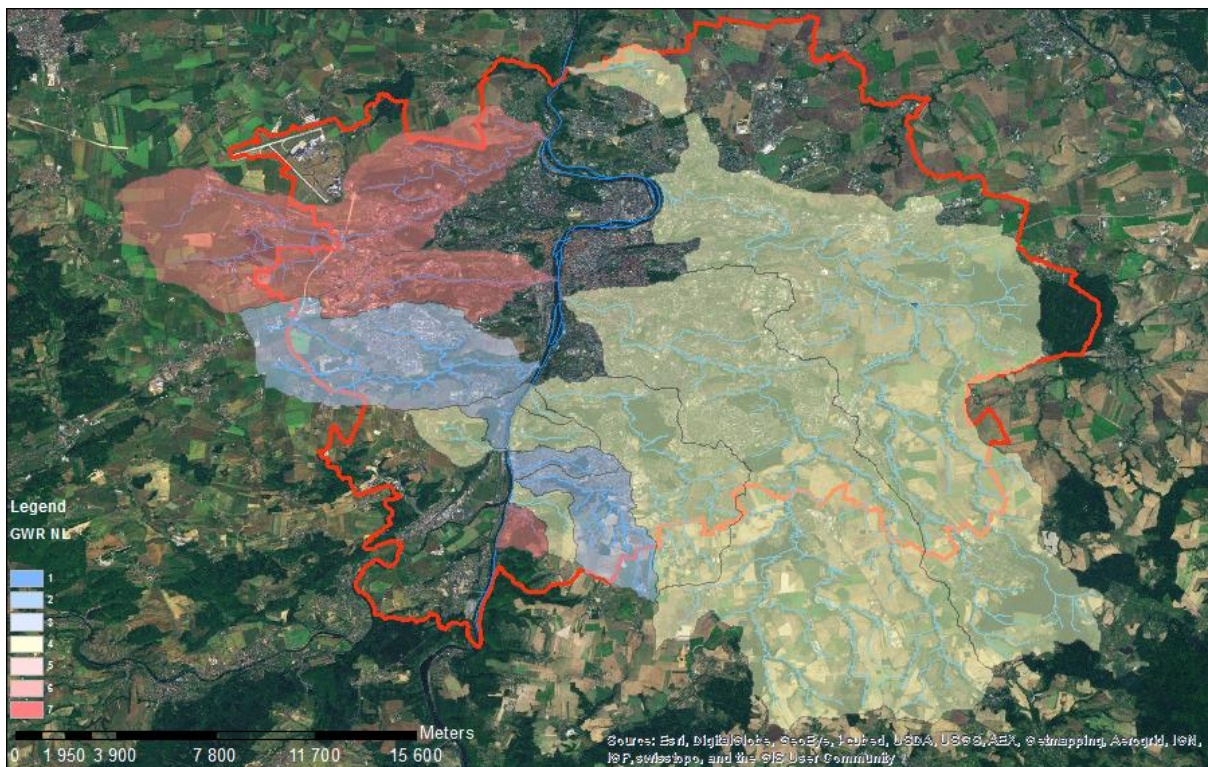 Legend
GWR NL
1
2
3
4
5
6
7
Meters
0 1 950 3 900 7 800 11 700 15 600
Source: Esri, DigitalGlobe, GeoEye, i-cubed, USDA, USGS, AEX, Getmapping, Aerogrid, IGN,
IGP, swisstopo, and the GIS User Community